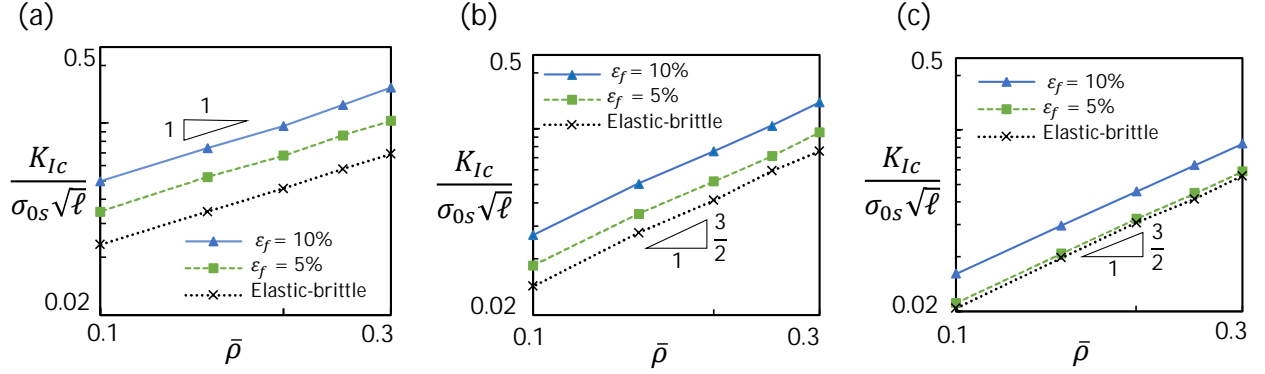 (a)
0.5
1
1
K_Ic
σ_0s√ℓ
ε_f = 10%
ε_f = 5%
Elastic-brittle
0.02
0.1
0.3
ρ̄
(b)
0.5
ε_f = 10%
ε_f = 5%
Elastic-brittle
K_Ic
σ_0s√ℓ
3
2
1
0.02
0.1
0.3
ρ̄
(c)
0.5
ε_f = 10%
ε_f = 5%
Elastic-brittle
K_Ic
σ_0s√ℓ
3
2
1
0.02
0.1
0.3
ρ̄